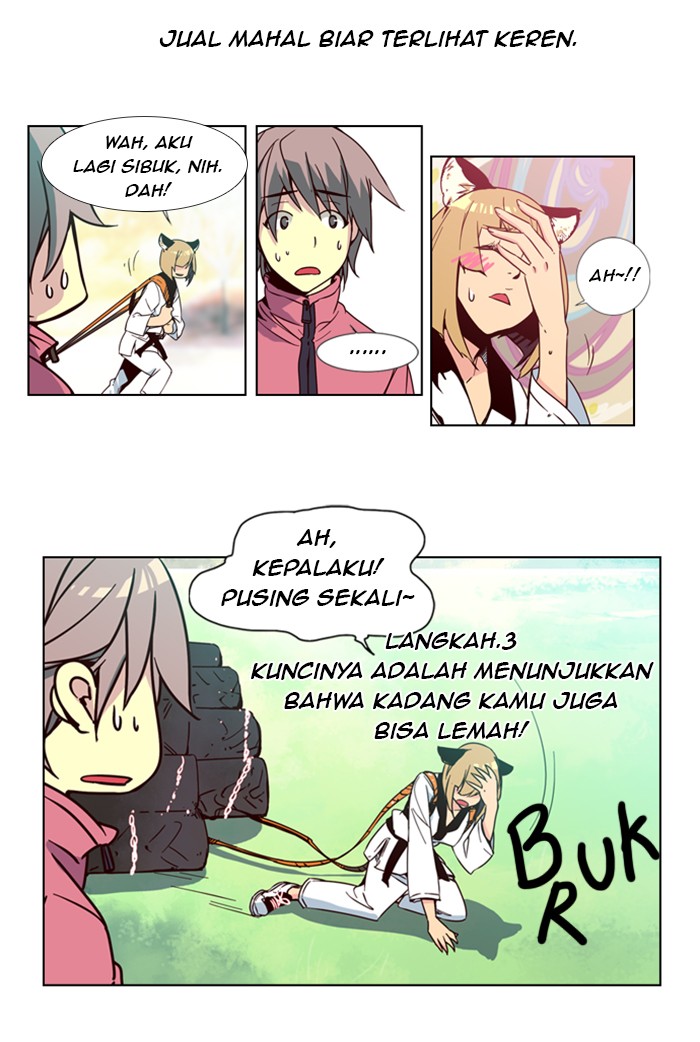 JUAL MAHAL BIAR TERLIHAT KEREN.
WAH, AKU
LAGI SIBUK, NIH.
DAH!
......
AH~!!
AH,
KEPALAKU!
PUSING SEKALI~
LANGKAH.3
KUNCINYA ADALAH MENUNJUKKAN
BAHWA KADANG KAMU JUGA
BISA LEMAH!
BRUK